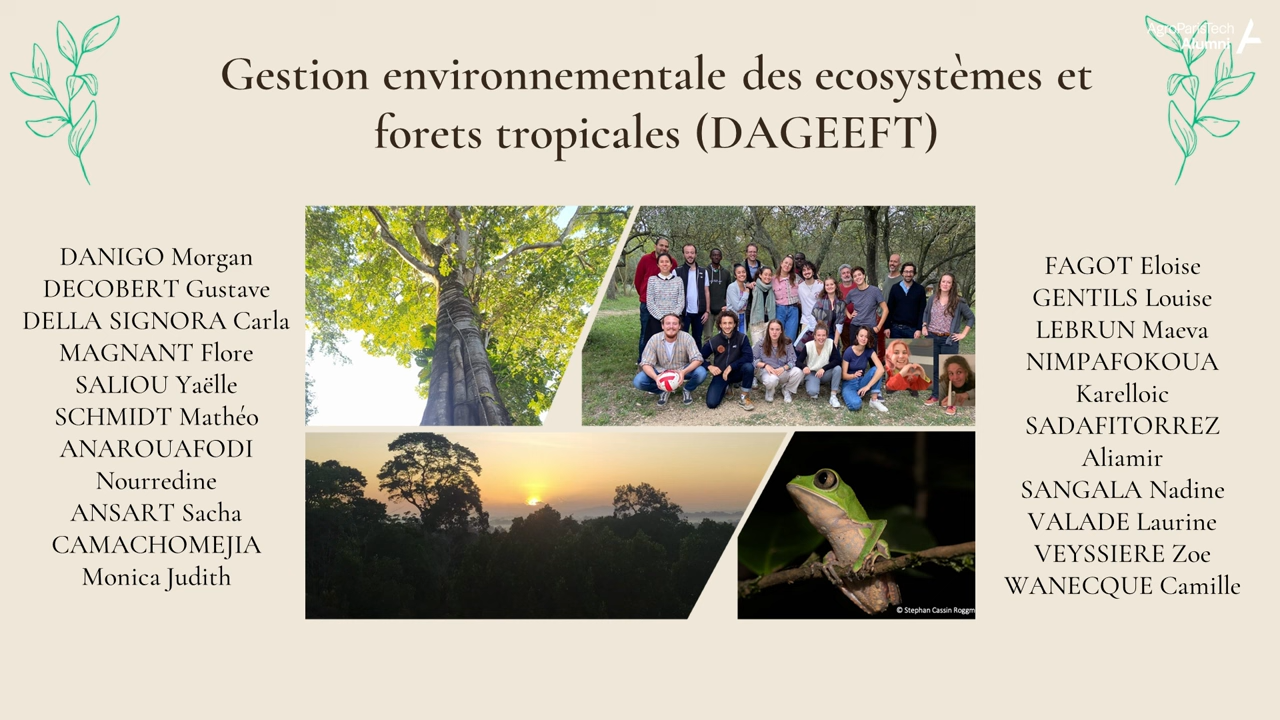 AgroParisTech
Alumni
Gestion environnementale des ecosystèmes et
forets tropicales (DAGEEFT)
DANIGO Morgan
DECOBERT Gustave
DELLA SIGNORA Carla
MAGNANT Flore
SALIOU Yaëlle
SCHMIDT Mathéo
ANAROUAFODI
Nourredine
ANSART Sacha
CAMACHOMEJIA
Monica Judith
FAGOT Eloise
GENTILS Louise
LEBRUN Maeva
NIMPAFOKOUA
Karelloic
SADAFITORREZ
Aliamir
SANGALA Nadine
VALADE Laurine
VEYSSIERE Zoe
WANECQUE Camille
© Stephan Cassin Roggm